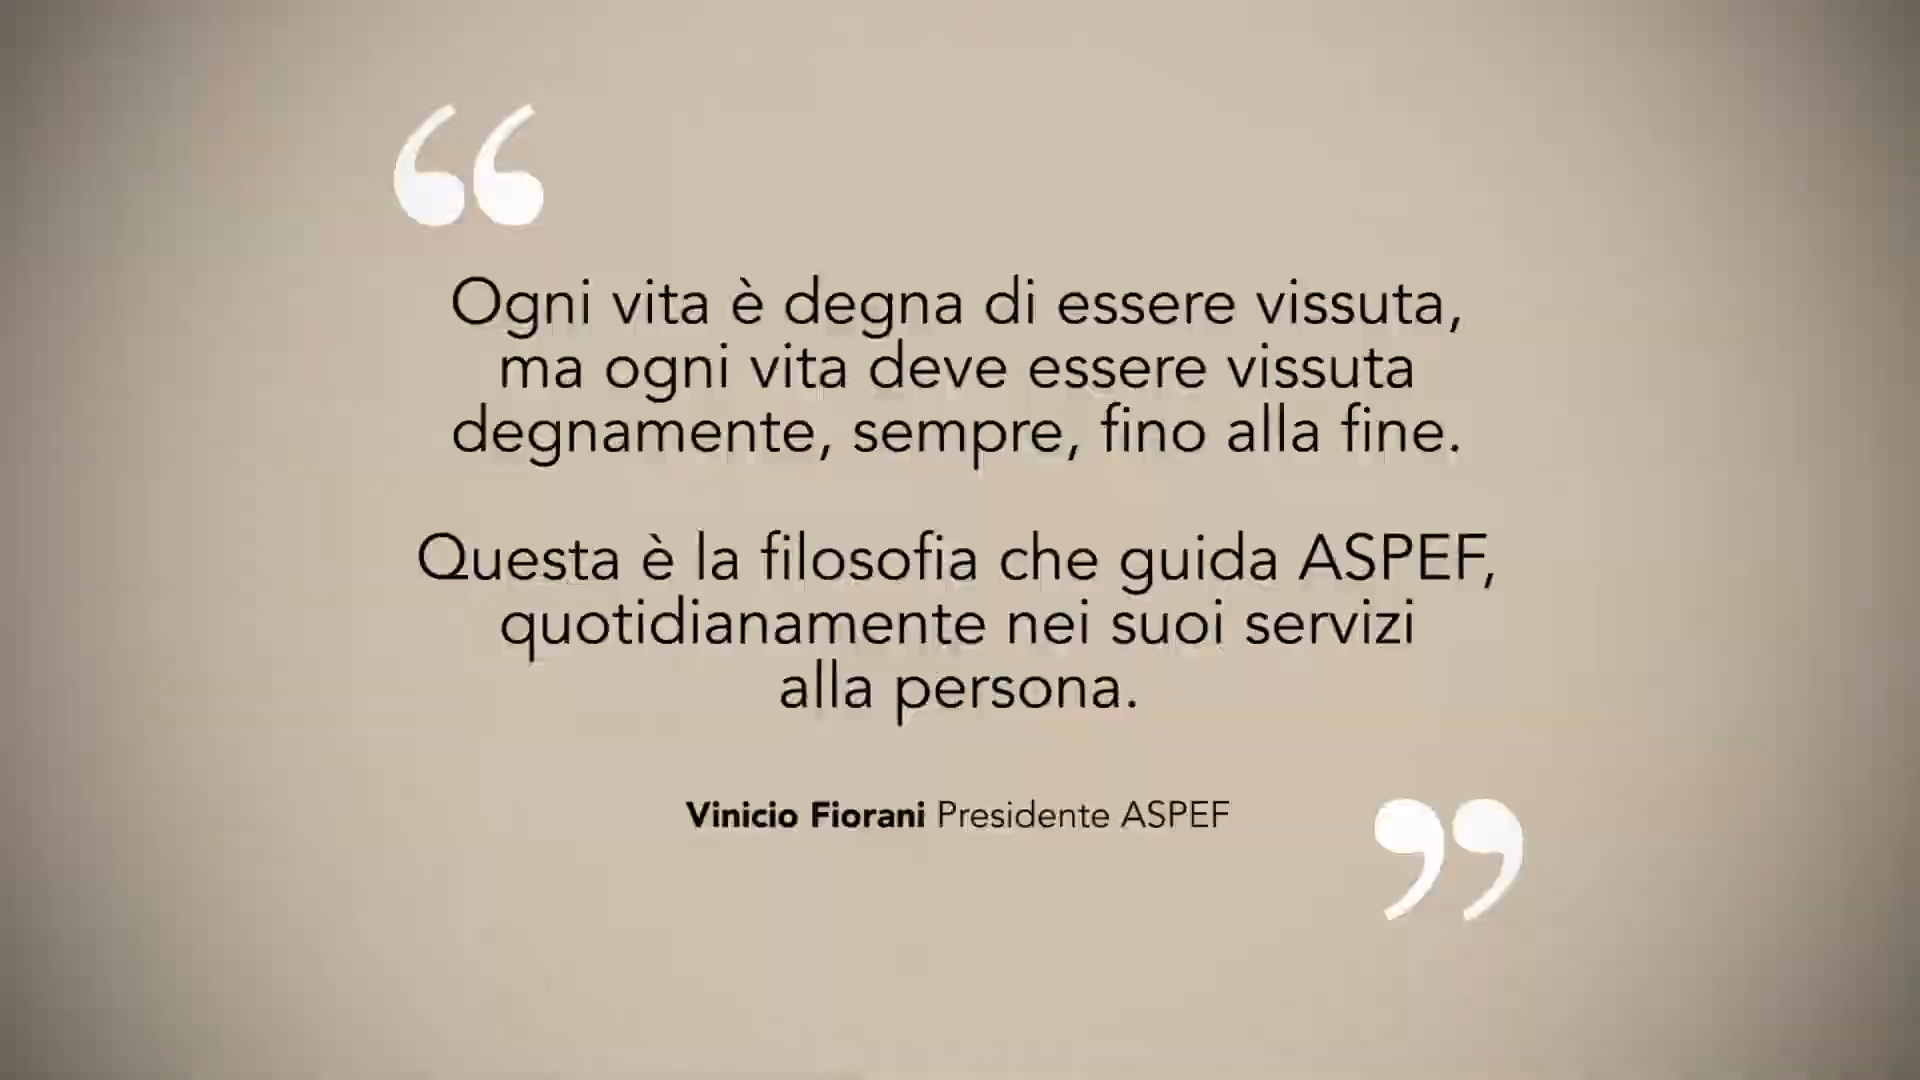 “
Ogni vita è degna di essere vissuta,
ma ogni vita deve essere vissuta
degnamente, sempre, fino alla fine.
Questa è la filosofia che guida ASPEF,
quotidianamente nei suoi servizi
alla persona.
Vinicio Fiorani Presidente ASPEF
”